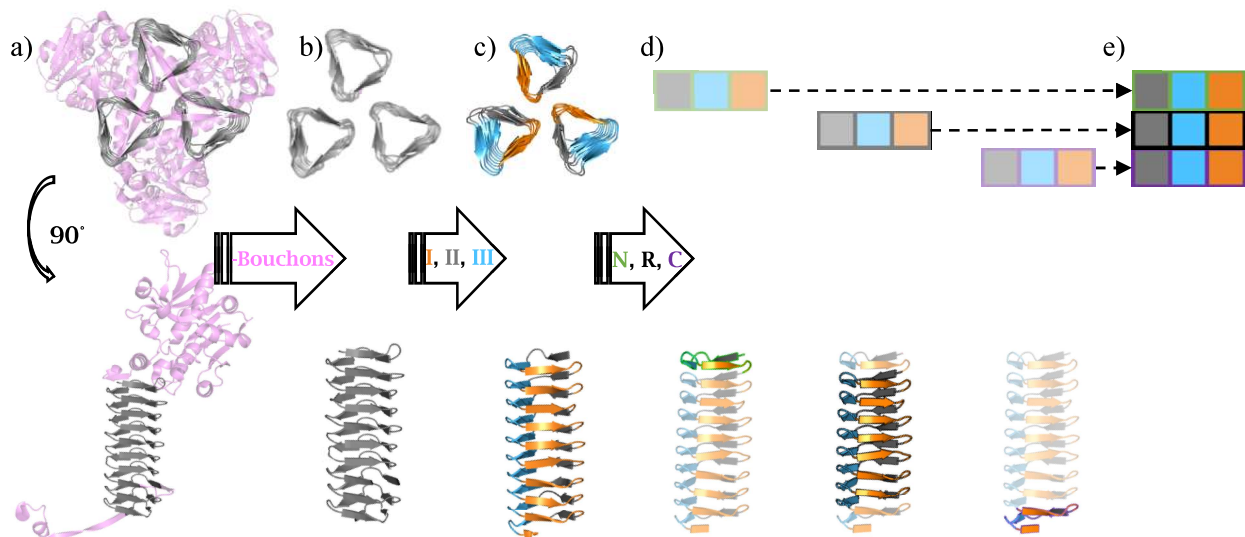 a)
b)
c)
d)
e)
90°
-Bouchons
I, II, III
N, R, C